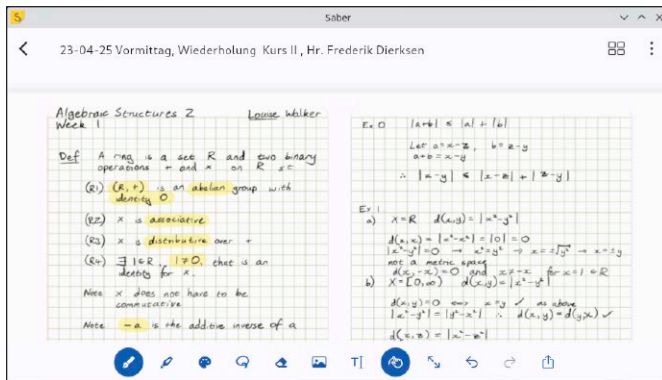 Saber
23-04-25 Vormittag, Wiederholung Kurs II , Hr. Frederik Dierksen
Algebraic Structures 2 Louise Walker
Week 1
Def A ring is a set R and two binary
operations + and × on R st
(R1) (R, +) is an abelian group with
identity 0
(R2) × is associative
(R3) × is distributive over +
(R4) ∃ 1∈R, 1≠0, that is an
identity for ×.
Note × does not have to be
commutative
Note -a is the additive inverse of a
Ex 0 |a+b| ≤ |a| + |b|
Let a=x-z, b=z-y
a+b=x-y
∴ |x-y| ≤ |x-z| + |z-y|
Ex 1
a) X=R d(x,y)=|x²-y²|
d(x,x)=|x²-x²|=|0|=0
|x²-y²|=0 → x²=y² → x=±√y² → x=±y
not a metric space
d(x,-x)=0 and x≠-x for x=1∈R
b) X=[0,∞) d(x,y)=|x²-y²|
d(x,y)=0 ⟺ x=y ✓ as above
|x²-y²|=|y²-x²| ∴ d(x,y)=d(y,x) ✓
d(x,z)=|x²-z²|